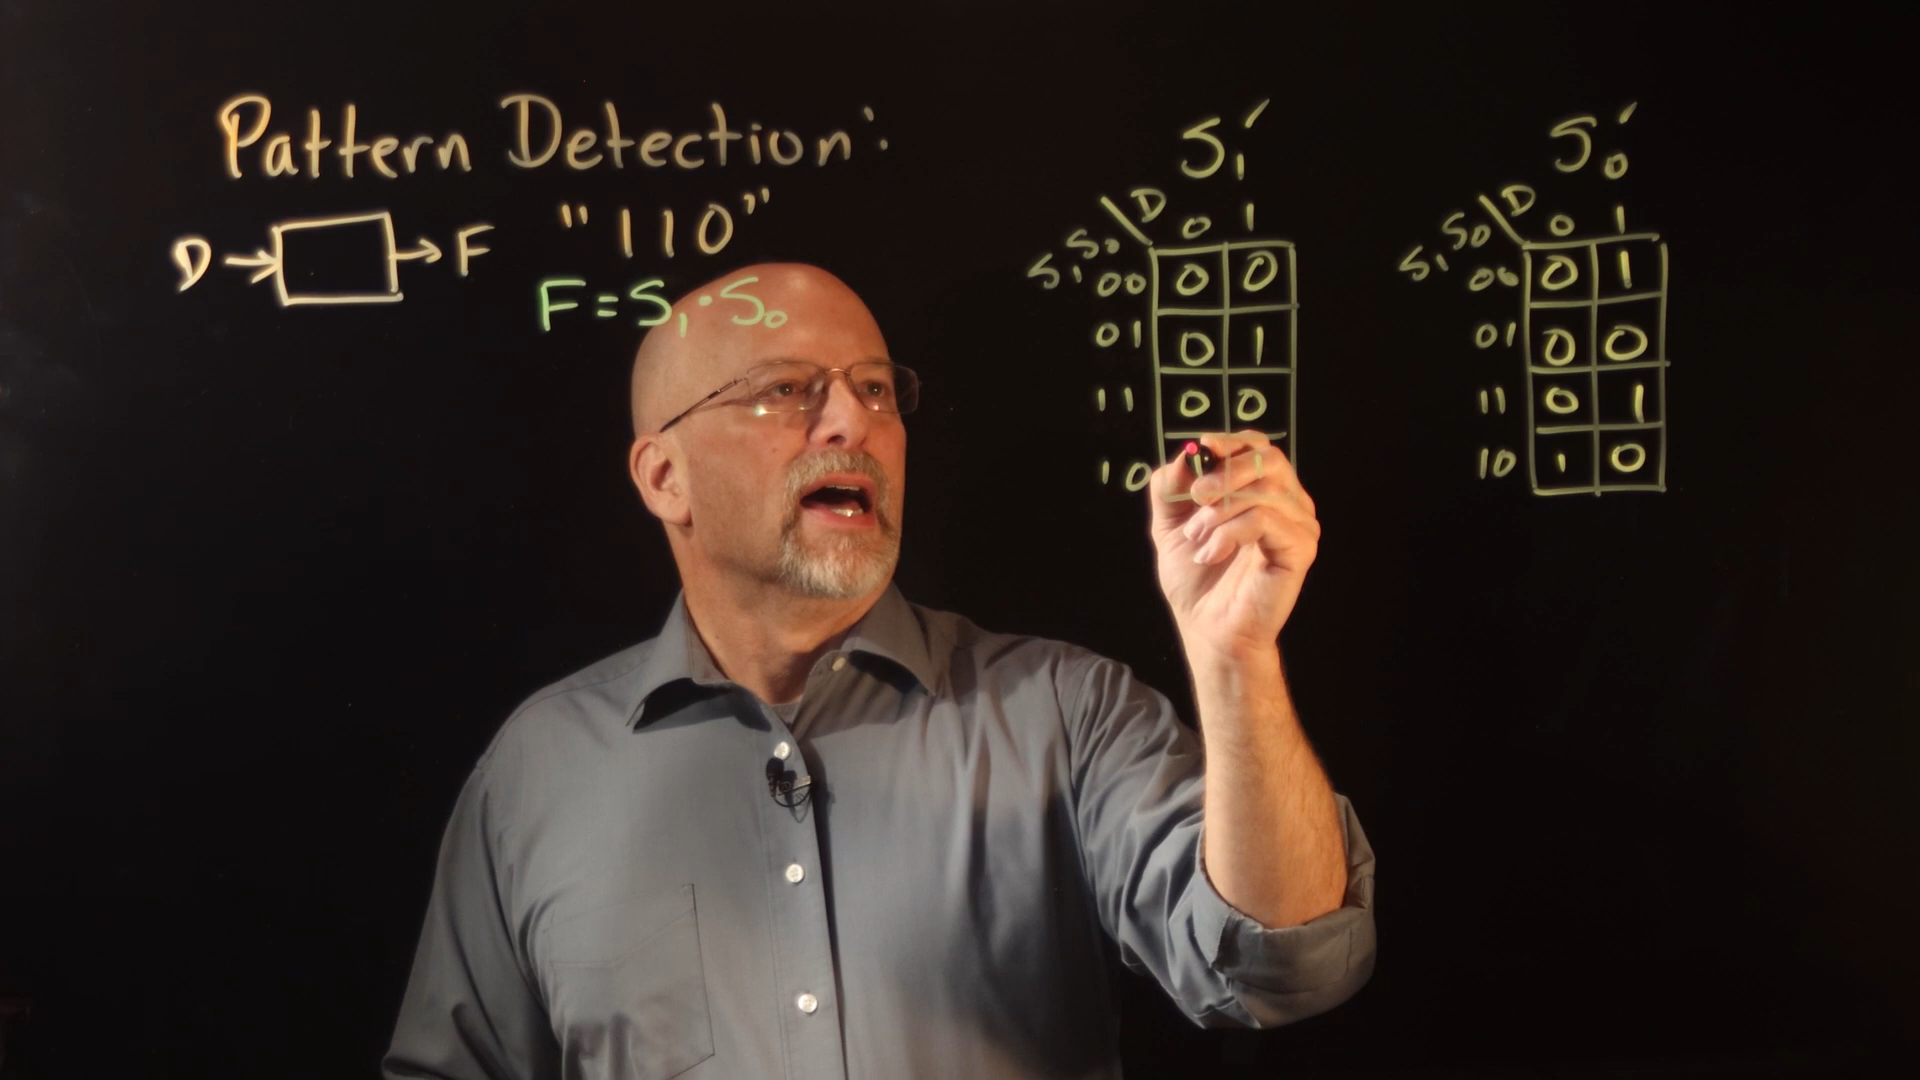 Pattern Detection:
"110"
D → F
F = S₁ · S₀
S₁′
S₁S₀ \ D 0 1
00 0 0
01 0 1
11 0 0
10 1 1
S₀′
S₁S₀ \ D 0 1
00 0 1
01 0 0
11 0 1
10 1 0